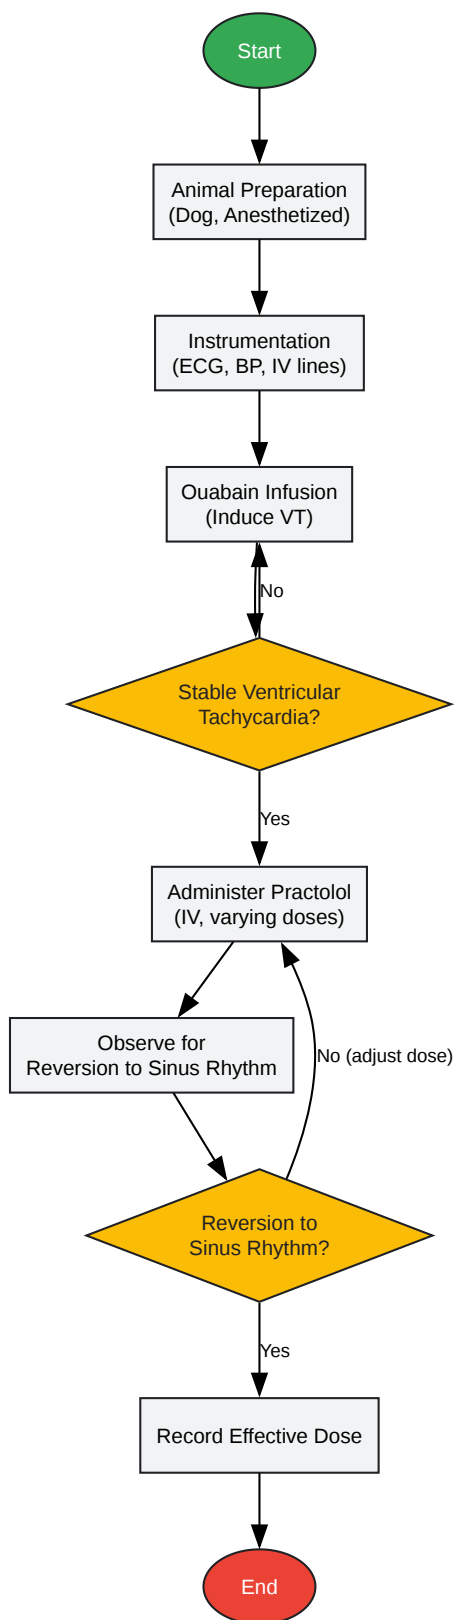 Start
Animal Preparation
(Dog, Anesthetized)
Instrumentation
(ECG, BP, IV lines)
Ouabain Infusion
(Induce VT)
No
Stable Ventricular
Tachycardia?
Yes
Administer Practolol
(IV, varying doses)
Observe for
Reversion to Sinus Rhythm
No (adjust dose)
Reversion to
Sinus Rhythm?
Yes
Record Effective Dose
End